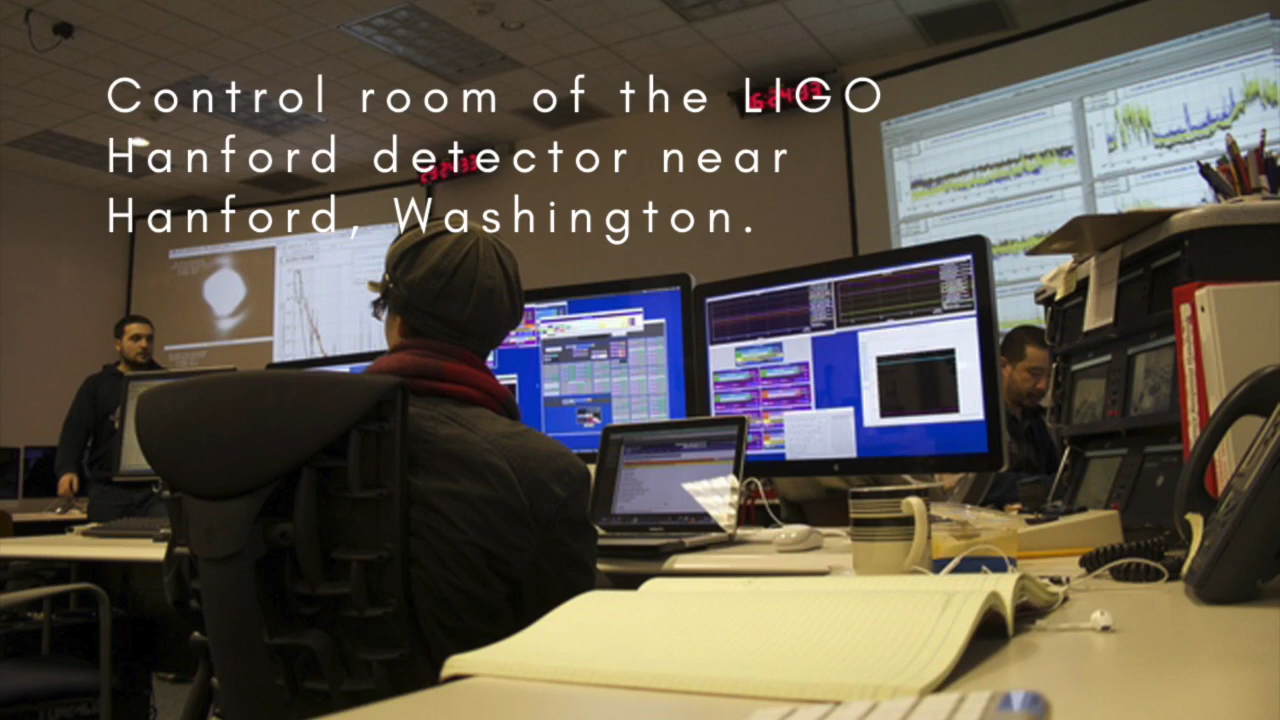 Control room of the LIGO
Hanford detector near
Hanford, Washington.